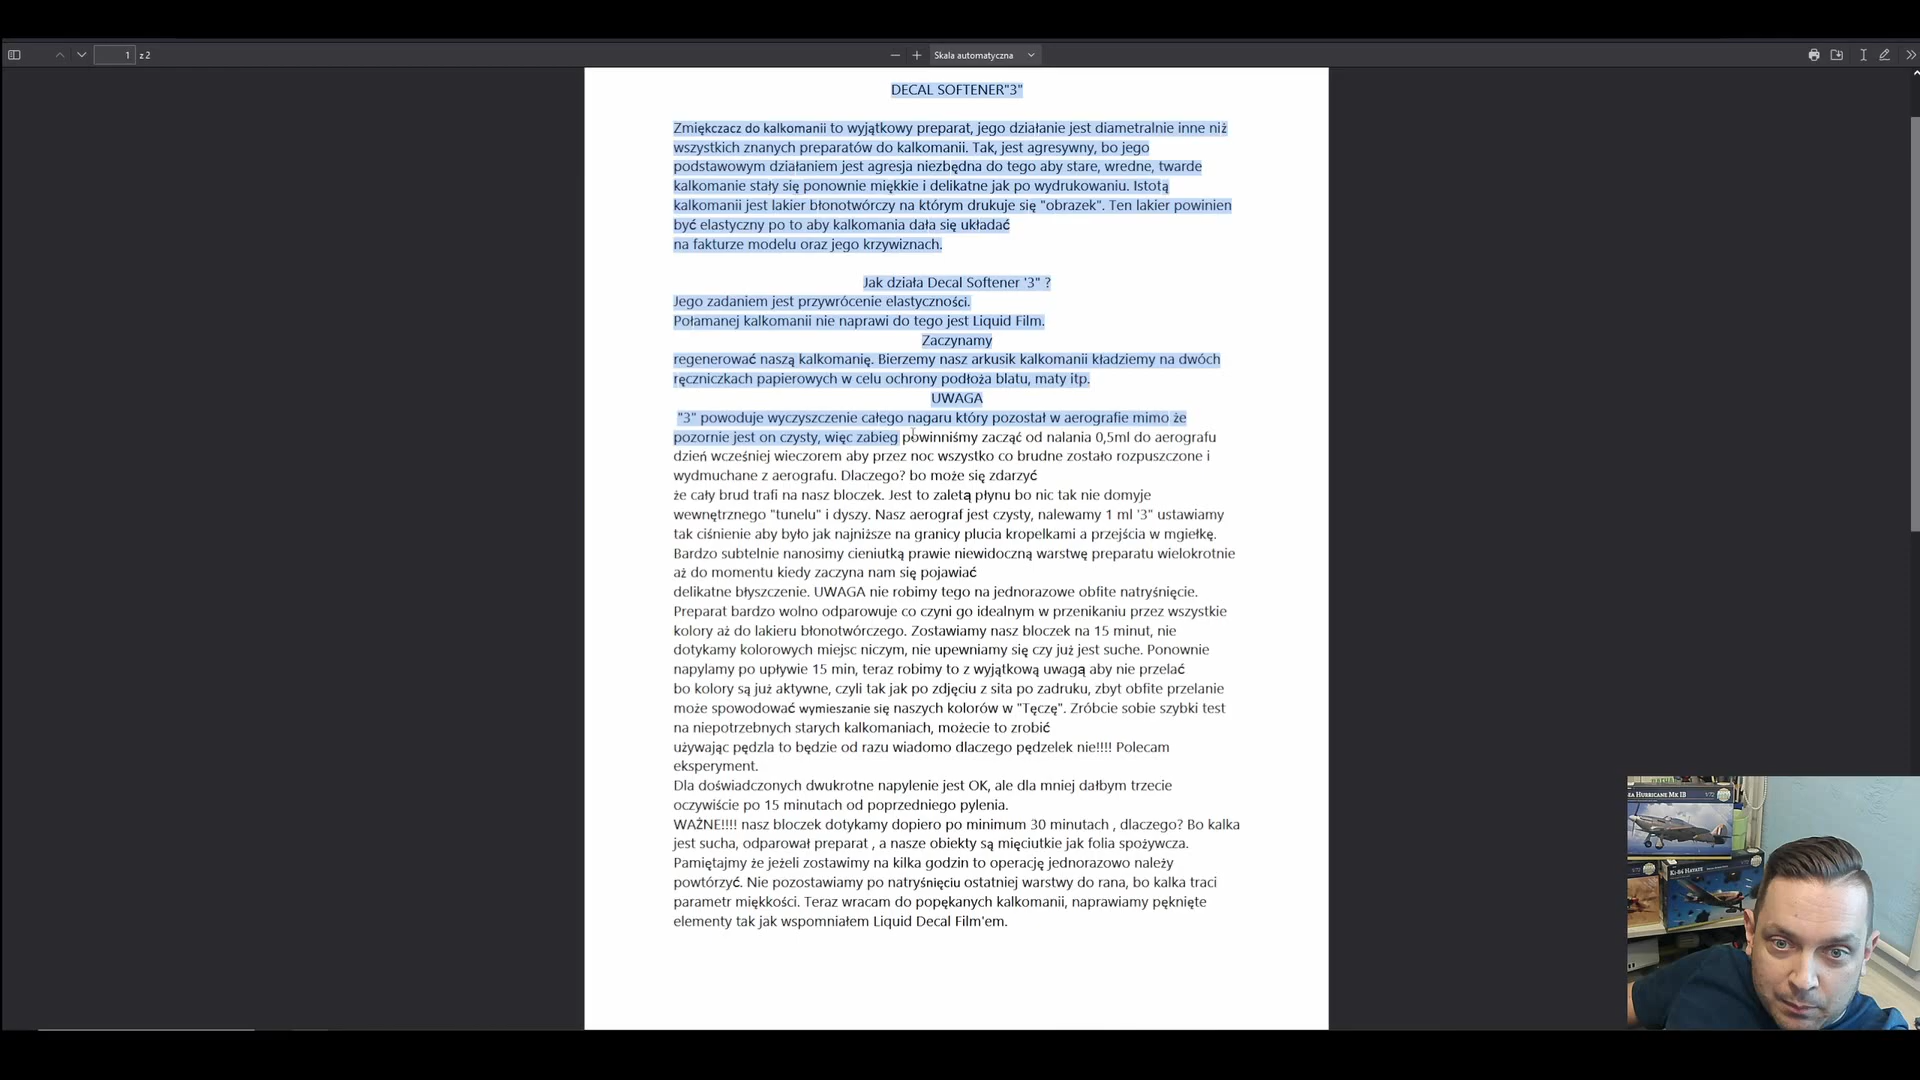 1
z 2
Skala automatyczna
DECAL SOFTENER"3"
Zmiękczacz do kalkomanii to wyjątkowy preparat, jego działanie jest diametralnie inne niż
wszystkich znanych preparatów do kalkomanii. Tak, jest agresywny, bo jego
podstawowym działaniem jest agresja niezbędna do tego aby stare, wredne, twarde
kalkomanie stały się ponownie miękkie i delikatne jak po wydrukowaniu. Istotą
kalkomanii jest lakier błonotwórczy na którym drukuje się "obrazek". Ten lakier powinien
być elastyczny po to aby kalkomania dała się układać
na fakturze modelu oraz jego krzywiznach.
Jak działa Decal Softener '3" ?
Jego zadaniem jest przywrócenie elastyczności.
Połamanej kalkomanii nie naprawi do tego jest Liquid Film.
Zaczynamy
regenerować naszą kalkomanię. Bierzemy nasz arkusik kalkomanii kładziemy na dwóch
ręczniczkach papierowych w celu ochrony podłoża blatu, maty itp.
UWAGA
"3" powoduje wyczyszczenie całego nagaru który pozostał w aerografie mimo że
pozornie jest on czysty, więc zabieg powinniśmy zacząć od nalania 0,5ml do aerografu
dzień wcześniej wieczorem aby przez noc wszystko co brudne zostało rozpuszczone i
wydmuchane z aerografu. Dlaczego? bo może się zdarzyć
że cały brud trafi na nasz bloczek. Jest to zaletą płynu bo nic tak nie domyje
wewnętrznego "tunelu" i dyszy. Nasz aerograf jest czysty, nalewamy 1 ml '3" ustawiamy
tak ciśnienie aby było jak najniższe na granicy plucia kropelkami a przejścia w mgiełkę.
Bardzo subtelnie nanosimy cieniutką prawie niewidoczną warstwę preparatu wielokrotnie
aż do momentu kiedy zaczyna nam się pojawiać
delikatne błyszczenie. UWAGA nie robimy tego na jednorazowe obfite natryśnięcie.
Preparat bardzo wolno odparowuje co czyni go idealnym w przenikaniu przez wszystkie
kolory aż do lakieru błonotwórczego. Zostawiamy nasz bloczek na 15 minut, nie
dotykamy kolorowych miejsc niczym, nie upewniamy się czy już jest suche. Ponownie
napylamy po upływie 15 min, teraz robimy to z wyjątkową uwagą aby nie przelać
bo kolory są już aktywne, czyli tak jak po zdjęciu z sita po zadruku, zbyt obfite przelanie
może spowodować wymieszanie się naszych kolorów w "Tęczę". Zróbcie sobie szybki test
na niepotrzebnych starych kalkomaniach, możecie to zrobić
używając pędzla to będzie od razu wiadomo dlaczego pędzelek nie!!!! Polecam
eksperyment.
Dla doświadczonych dwukrotne napylenie jest OK, ale dla mniej dałbym trzecie
oczywiście po 15 minutach od poprzedniego pylenia.
WAŻNE!!!! nasz bloczek dotykamy dopiero po minimum 30 minutach , dlaczego? Bo kalka
jest sucha, odparował preparat , a nasze obiekty są mięciutkie jak folia spożywcza.
Pamiętajmy że jeżeli zostawimy na kilka godzin to operację jednorazowo należy
powtórzyć. Nie pozostawiamy po natryśnięciu ostatniej warstwy do rana, bo kalka traci
parametr miękkości. Teraz wracam do popękanych kalkomanii, naprawiamy pęknięte
elementy tak jak wspomniałem Liquid Decal Film'em.
HURRICANE MK IB
1/72
KI-84 HAYATE